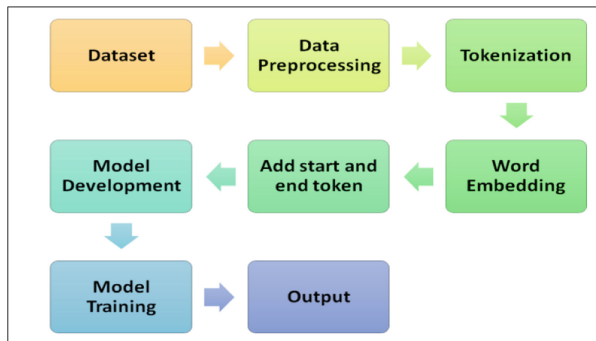 Dataset
Data
Preprocessing
Tokenization
Word
Embedding
Add start and
end token
Model
Development
Model
Training
Output